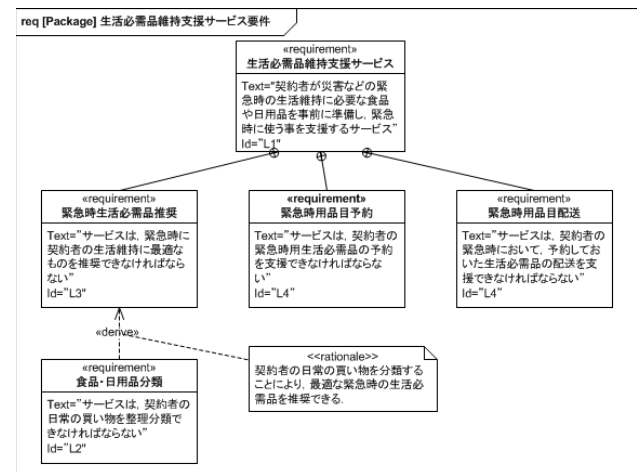 req [Package] 生活必需品維持支援サービス要件
«requirement»
生活必需品維持支援サービス
Text="契約者が災害などの緊
急時の生活維持に必要な食品
や日用品を事前に準備し，緊急
時に使う事を支援するサービス”
Id="L1"
«requirement»
緊急時生活必需品推奨
Text=”サービスは，緊急時に
契約者の生活維持に最適な
ものを推奨できなければなら
ない”
Id="L3"
«requirement»
緊急時用品目予約
Text=”サービスは，契約者の
緊急時用生活必需品の予約
を支援できなければならな
い”
Id=”L4”
«requirement»
緊急時用品目配送
Text=”サービスは，契約者の
緊急時において，予約してお
いた生活必需品の配送を支
援できなければならない”
Id=”L4”
«derive»
«requirement»
食品・日用品分類
Text=”サービスは，契約者の
日常の買い物を整理分類で
きなければならない”
Id="L2"
<<rationale>>
契約者の日常の買い物を分類する
ことにより，最適な緊急時の生活必
需品を推奨できる.